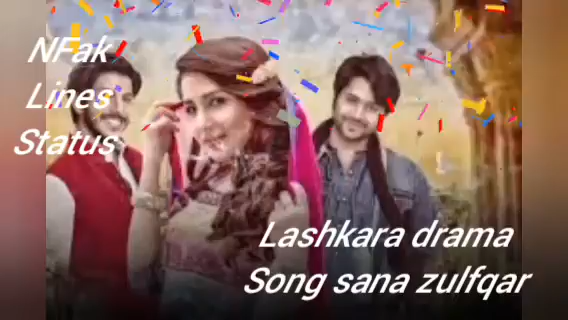 NFak
Lines
Status
Lashkara drama
Song sana zulfqar